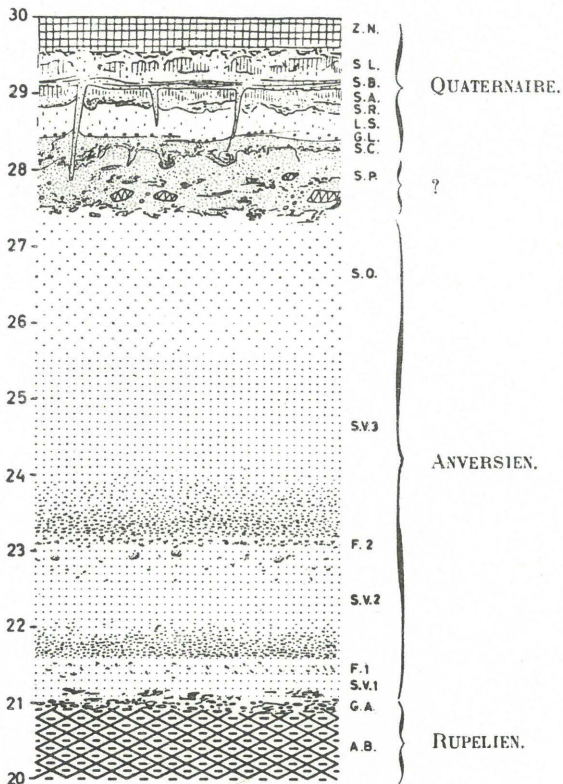 30
Z.N.
S L.
S.B.
QUATERNAIRE.
29
S.A.
S.R.
L.S.
G.L.
S.C.
28
S.P.
?
27
S.O.
26
25
S.V.3
24
ANVERSIEN.
F. 2
23
S.V.2
22
F.1
S.V.1
21
G.A.
A.B.
RUPELIEN.
20